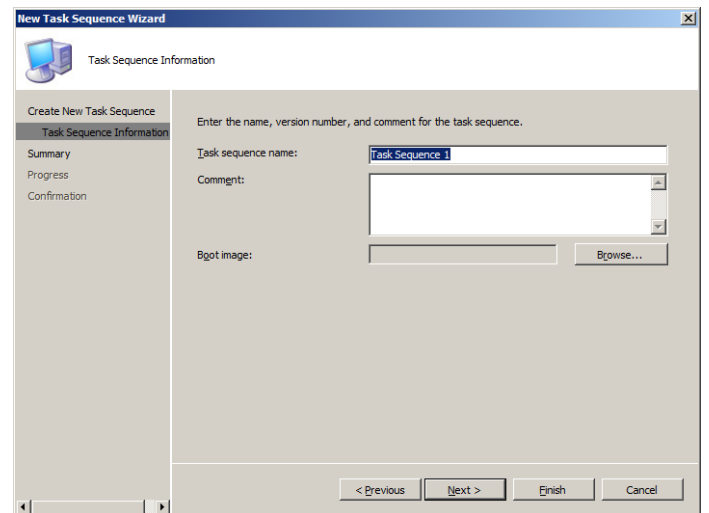 New Task Sequence Wizard
Task Sequence Information
Create New Task Sequence
Task Sequence Information
Summary
Progress
Confirmation
Enter the name, version number, and comment for the task sequence.
Task sequence name:
Task Sequence 1
Comment:
Boot image:
Browse...
< Previous
Next >
Finish
Cancel